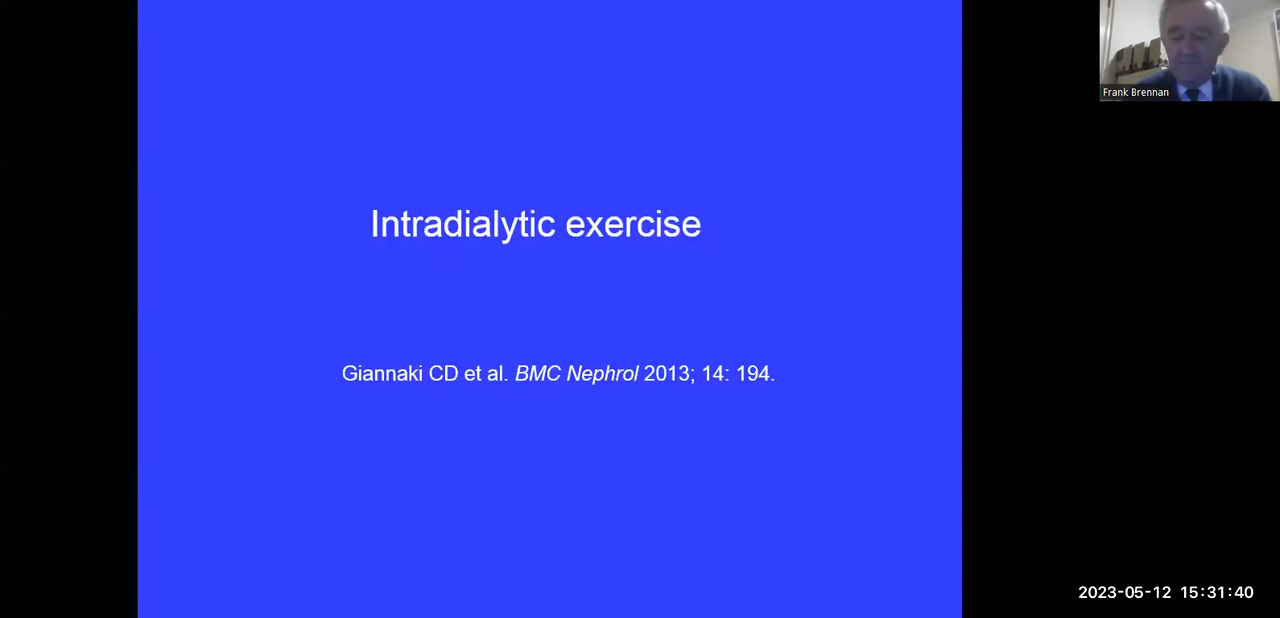 Frank Brennan
Intradialytic exercise
Giannaki CD et al. BMC Nephrol 2013; 14: 194.
2023-05-12 15:31:40